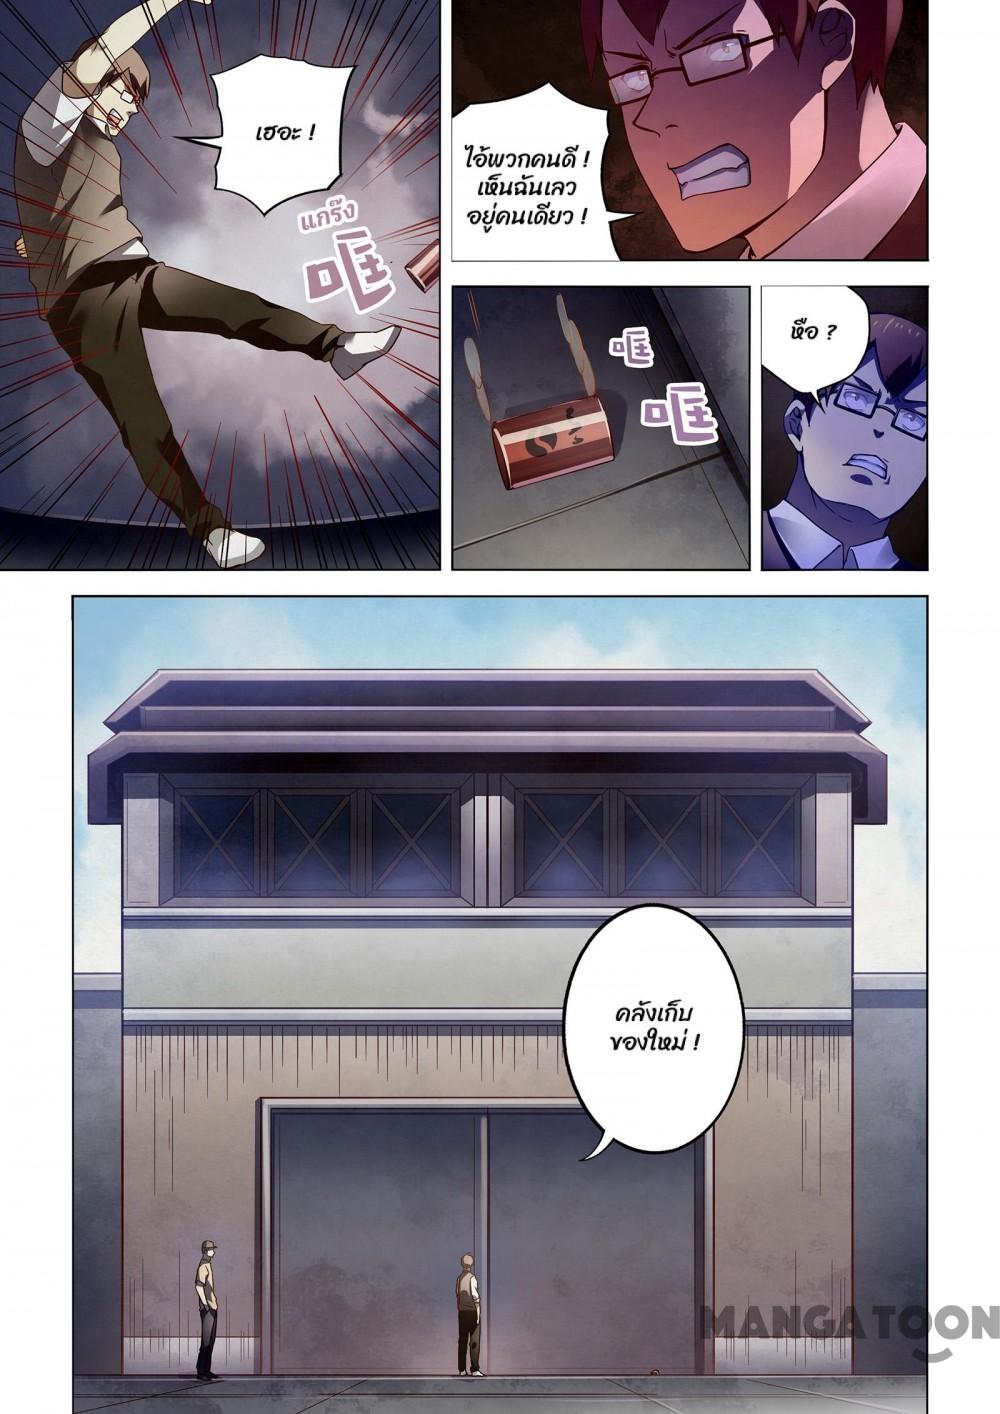 เฮอะ !
แกร๊ง
哐
ไอ้พวกคนดี !
เห็นฉันเลว
อยู่คนเดียว !
哐
哐
หือ ?
คลังเก็บ
ของใหม่ !
MANGATOON